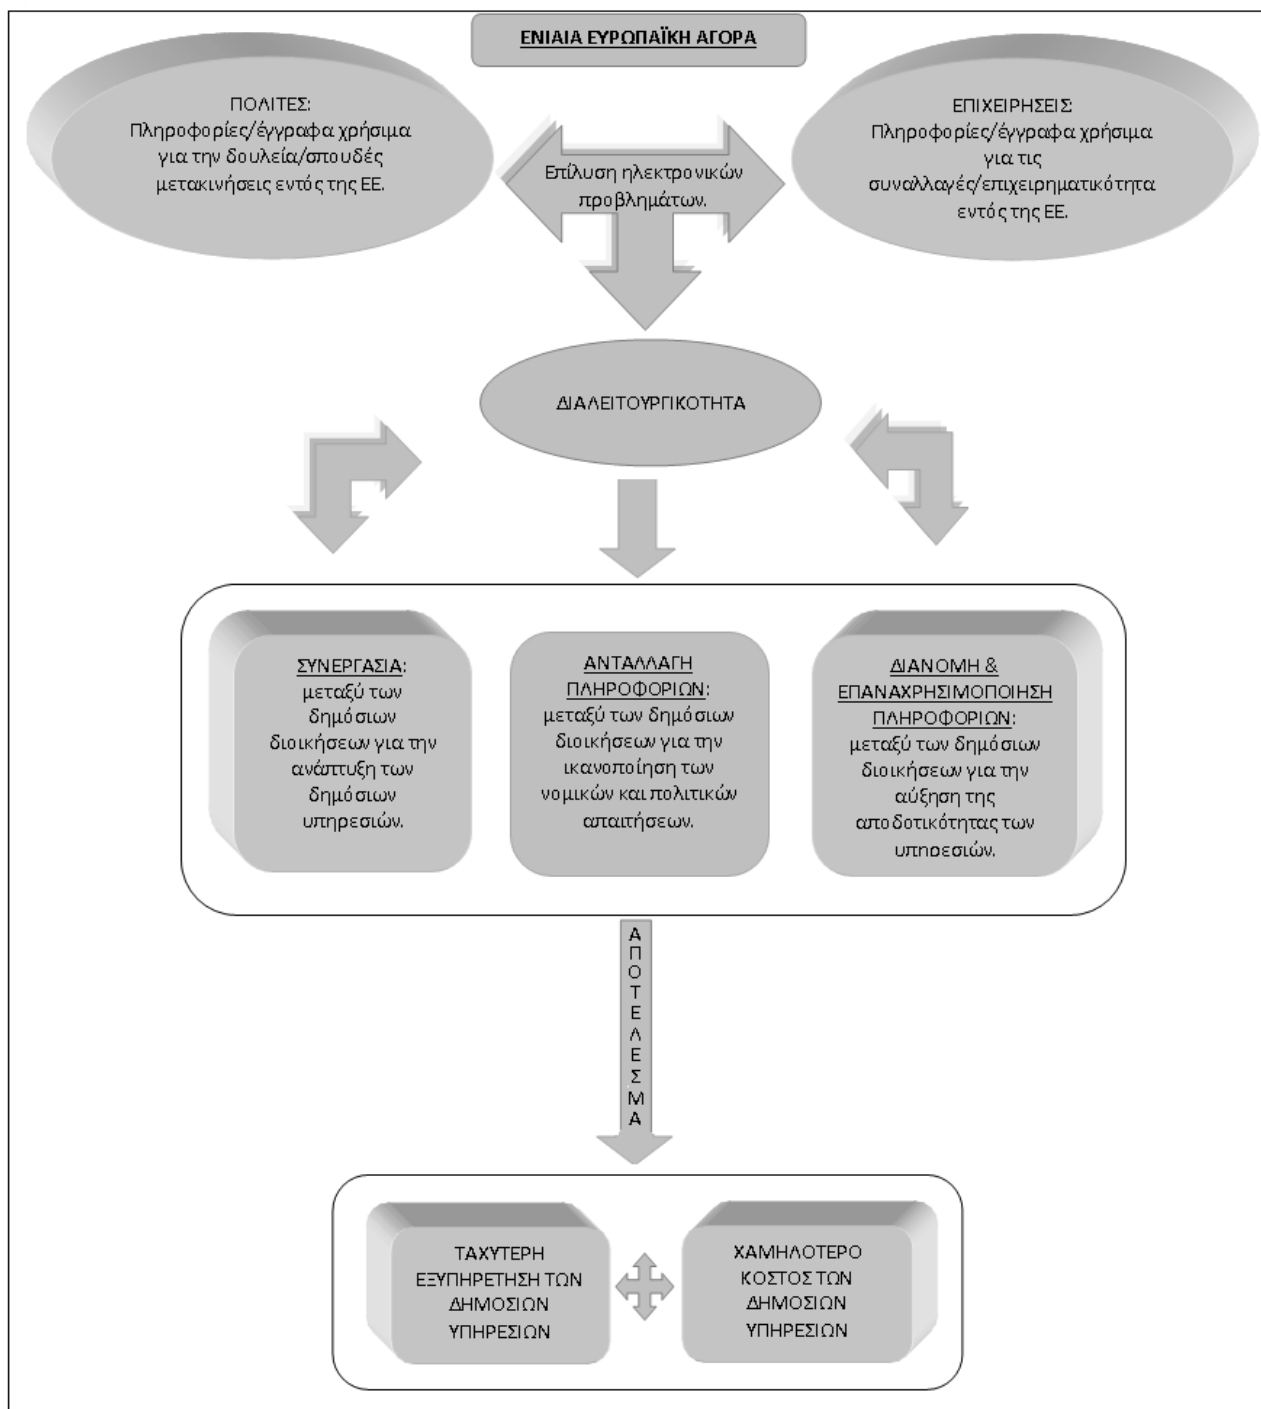 ΕΝΙΑΙΑ ΕΥΡΩΠΑΪΚΗ ΑΓΟΡΑ
ΠΟΛΙΤΕΣ:
Πληροφορίες/έγγραφα χρήσιμα
για την δουλεία/σπουδές
μετακινήσεις εντός της ΕΕ.
Επίλυση ηλεκτρονικών
προβλημάτων.
ΕΠΙΧΕΙΡΗΣΕΙΣ:
Πληροφορίες/έγγραφα χρήσιμα
για τις
συναλλαγές/επιχειρηματικότητα
εντός της ΕΕ.
ΔΙΑΛΕΙΤΟΥΡΓΙΚΟΤΗΤΑ
ΣΥΝΕΡΓΑΣΙΑ:
μεταξύ των
δημόσιων
διοικήσεων για την
ανάπτυξη των
δημόσιων
υπηρεσιών.
ΑΝΤΑΛΛΑΓΗ
ΠΛΗΡΟΦΟΡΙΩΝ:
μεταξύ των δημόσιων
διοικήσεων για την
ικανοποίηση των
νομικών και πολιτικών
απαιτήσεων.
ΔΙΑΝΟΜΗ &
ΕΠΑΝΑΧΡΗΣΙΜΟΠΟΙΗΣΗ
ΠΛΗΡΟΦΟΡΙΩΝ:
μεταξύ των δημόσιων
διοικήσεων για την
αύξηση της
αποδοτικότητας των
υπηρεσιών.
ΑΠΟΤΕΛΕΣΜΑ
ΤΑΧΥΤΕΡΗ
ΕΞΥΠΗΡΕΤΗΣΗ ΤΩΝ
ΔΗΜΟΣΙΩΝ
ΥΠΗΡΕΣΙΩΝ
ΧΑΜΗΛΟΤΕΡΟ
ΚΟΣΤΟΣ ΤΩΝ
ΔΗΜΟΣΙΩΝ
ΥΠΗΡΕΣΙΩΝ